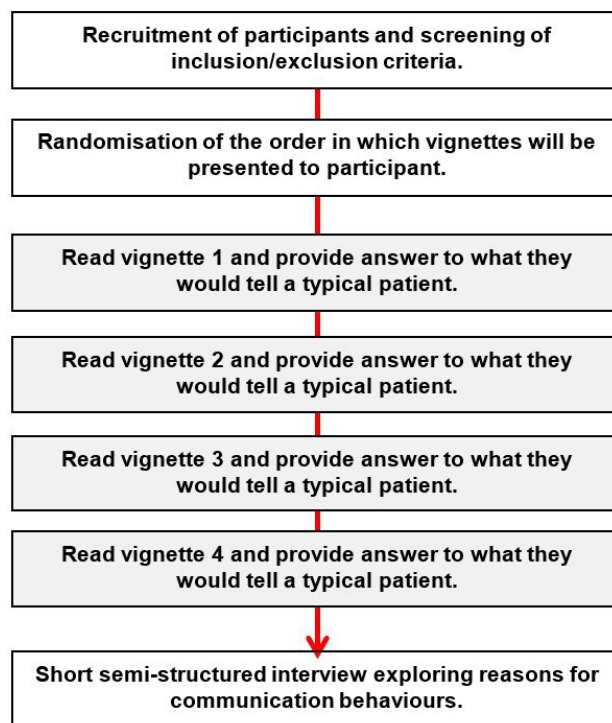 Recruitment of participants and screening of
inclusion/exclusion criteria.
Randomisation of the order in which vignettes will be
presented to participant.
Read vignette 1 and provide answer to what they
would tell a typical patient.
Read vignette 2 and provide answer to what they
would tell a typical patient.
Read vignette 3 and provide answer to what they
would tell a typical patient.
Read vignette 4 and provide answer to what they
would tell a typical patient.
Short semi-structured interview exploring reasons for
communication behaviours.